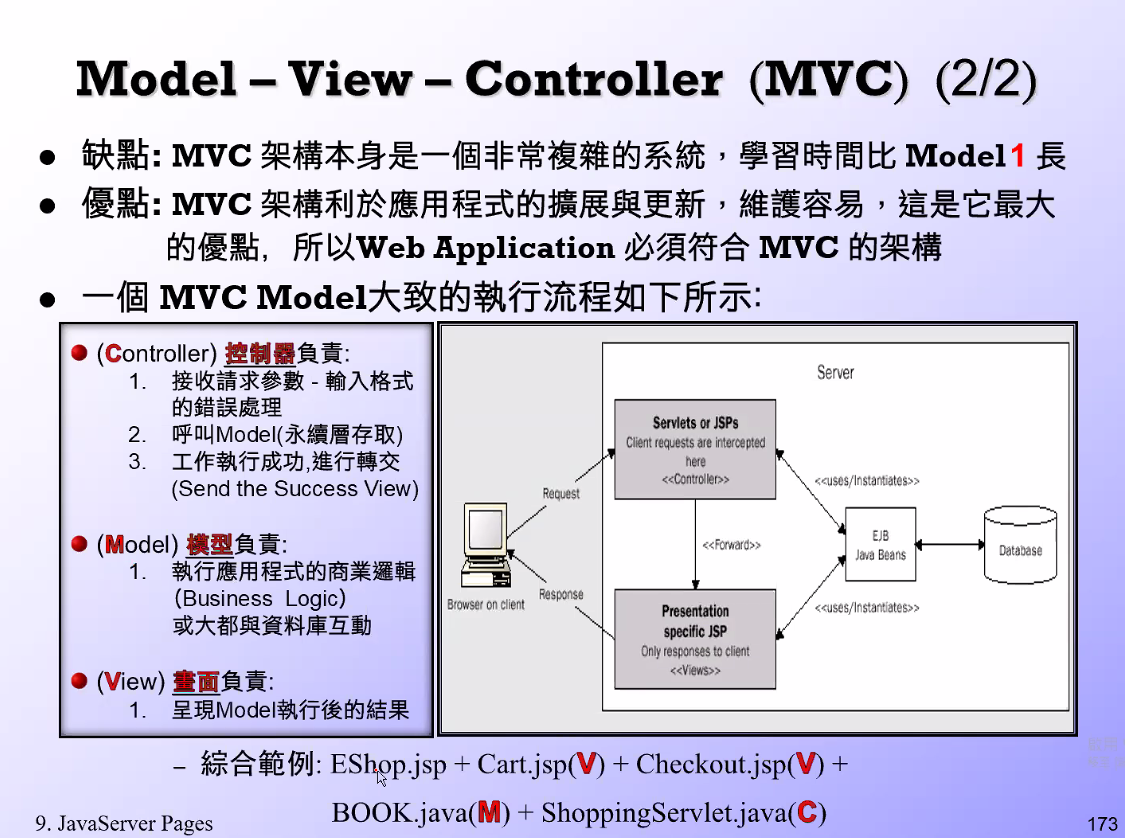 Model – View – Controller (MVC) (2/2)
● 缺點: MVC 架構本身是一個非常複雜的系統，學習時間比 Model1 長
● 優點: MVC 架構利於應用程式的擴展與更新，維護容易，這是它最大
的優點, 所以Web Application 必須符合 MVC 的架構
● 一個 MVC Model大致的執行流程如下所示:
(Controller) 控制器負責:
1. 接收請求參數 - 輸入格式
的錯誤處理
2. 呼叫Model(永續層存取)
3. 工作執行成功,進行轉交
(Send the Success View)
(Model) 模型負責:
1. 執行應用程式的商業邏輯
(Business Logic)
或大都與資料庫互動
(View) 畫面負責:
1. 呈現Model執行後的結果
Server
Servlets or JSPs
Client requests are intercepted
here
<<Controller>>
Request
<<uses/Instantiates>>
<<Forward>>
EJB
Java Beans
Database
Browser on client
Response
<<uses/Instantiates>>
Presentation
specific JSP
Only responses to client
<<Views>>
– 綜合範例: EShop.jsp + Cart.jsp(V) + Checkout.jsp(V) +
BOOK.java(M) + ShoppingServlet.java(C)
9. JavaServer Pages
173